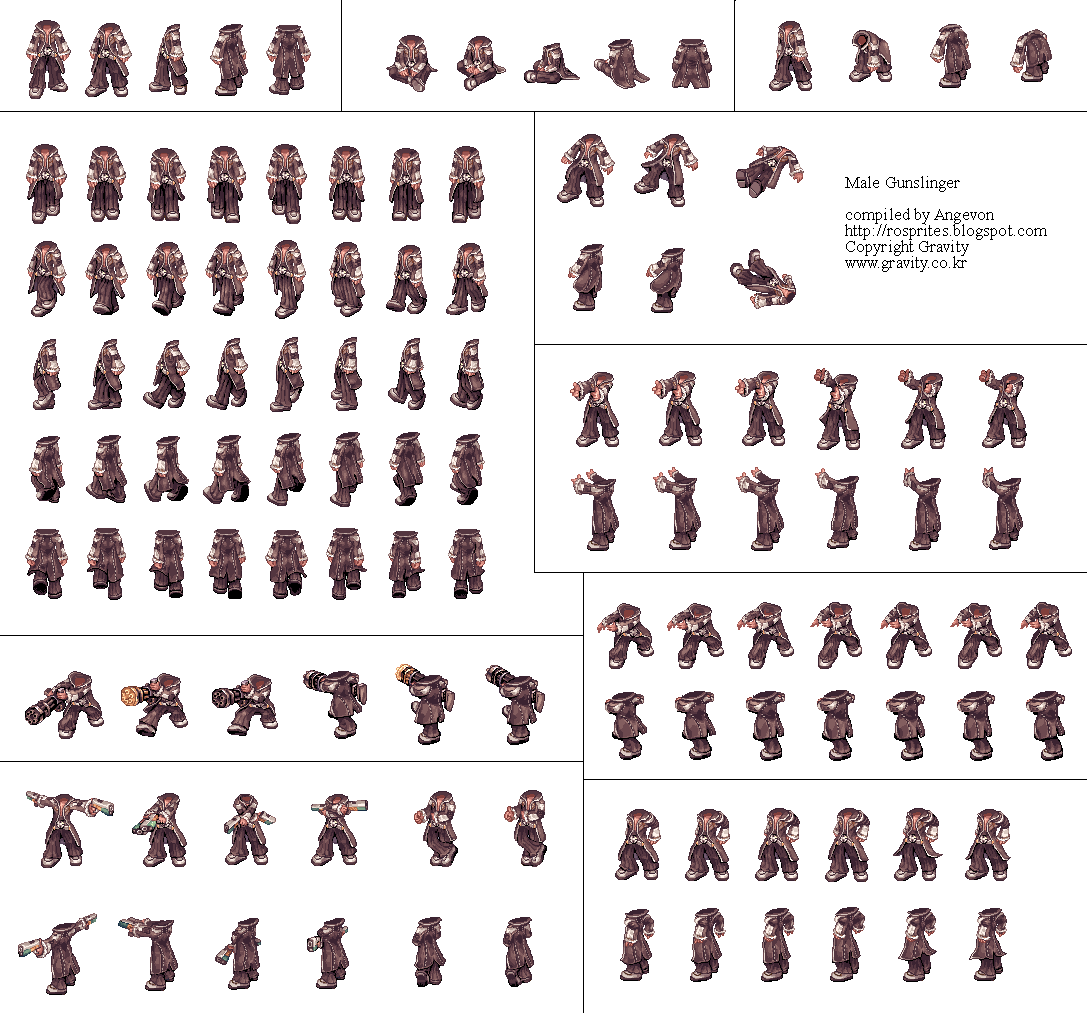 Male Gunslinger
compiled by Angevon
http://rosprites.blogspot.com
Copyright Gravity
www.gravity.co.kr